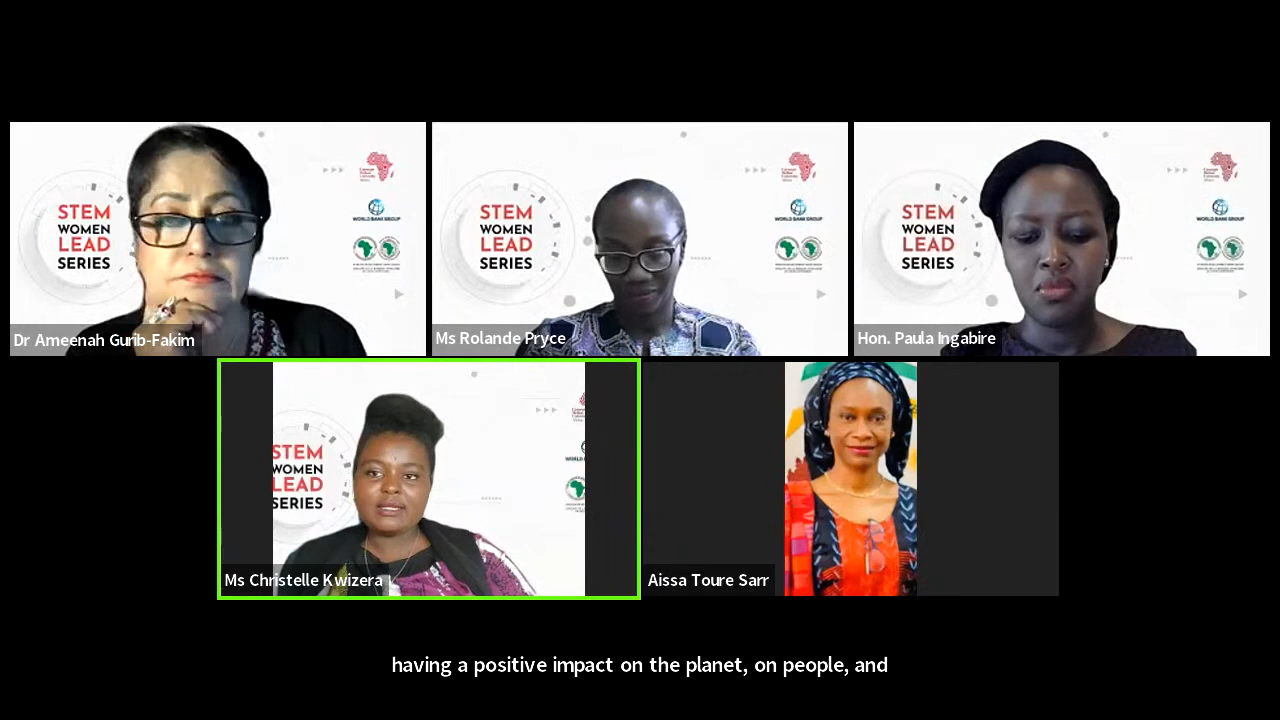 STEM
WOMEN
LEAD
SERIES
WORLD BANK GROUP
Dr Ameenah Gurib-Fakim
STEM
WOMEN
LEAD
SERIES
WORLD BANK GROUP
Ms Rolande Pryce
STEM
WOMEN
LEAD
SERIES
WORLD BANK GROUP
Hon. Paula Ingabire
STEM
WOMEN
LEAD
SERIES
Ms Christelle Kwizera
Aissa Toure Sarr
having a positive impact on the planet, on people, and